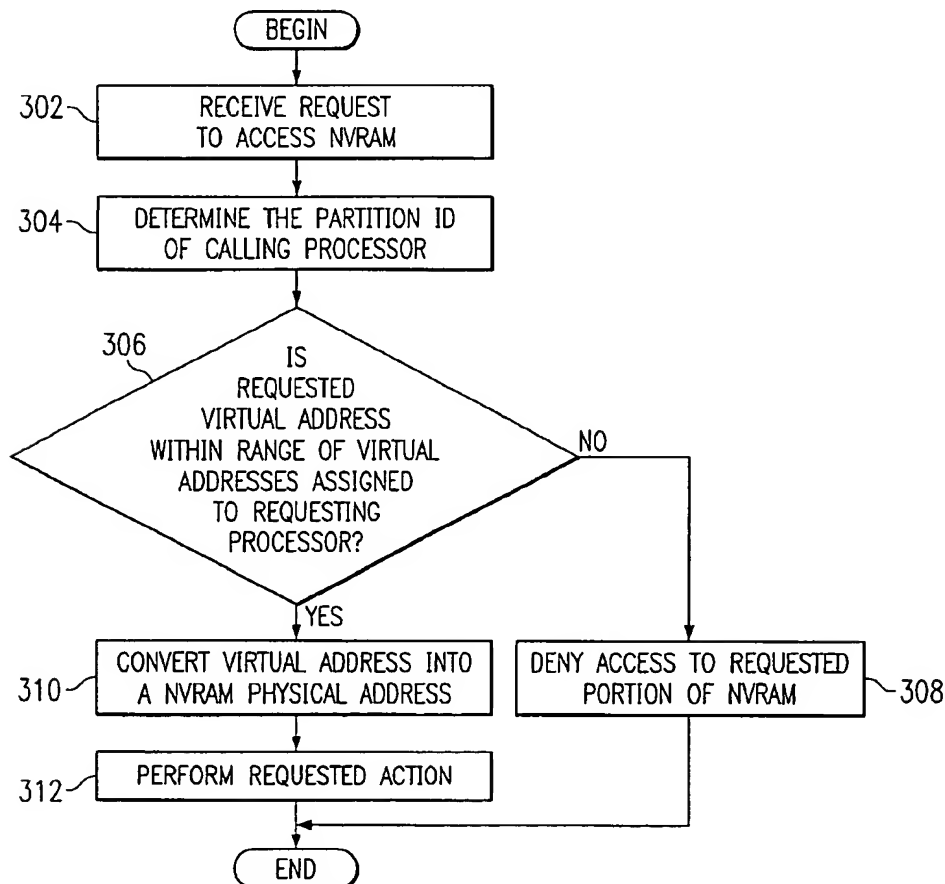 BEGIN
302
RECEIVE REQUEST
TO ACCESS NVRAM
304
DETERMINE THE PARTITION ID
OF CALLING PROCESSOR
306
IS
REQUESTED
VIRTUAL ADDRESS
WITHIN RANGE OF VIRTUAL
ADDRESSES ASSIGNED
TO REQUESTING
PROCESSOR?
NO
YES
310
CONVERT VIRTUAL ADDRESS INTO
A NVRAM PHYSICAL ADDRESS
DENY ACCESS TO REQUESTED
PORTION OF NVRAM
308
312
PERFORM REQUESTED ACTION
END